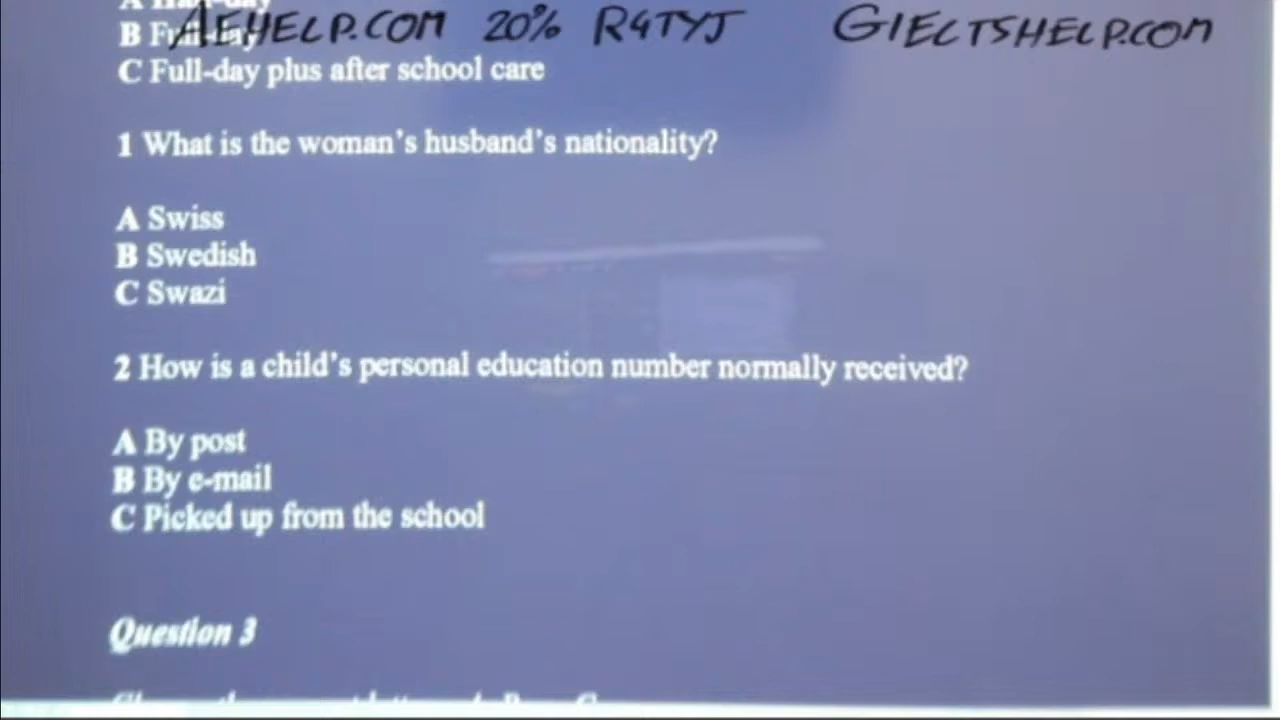 AEHELP.COM 20% R4TYJ GIELTSHELP.COM
B Full-day
C Full-day plus after school care
1 What is the woman's husband's nationality?
A Swiss
B Swedish
C Swazi
2 How is a child's personal education number normally received?
A By post
B By e-mail
C Picked up from the school
Question 3